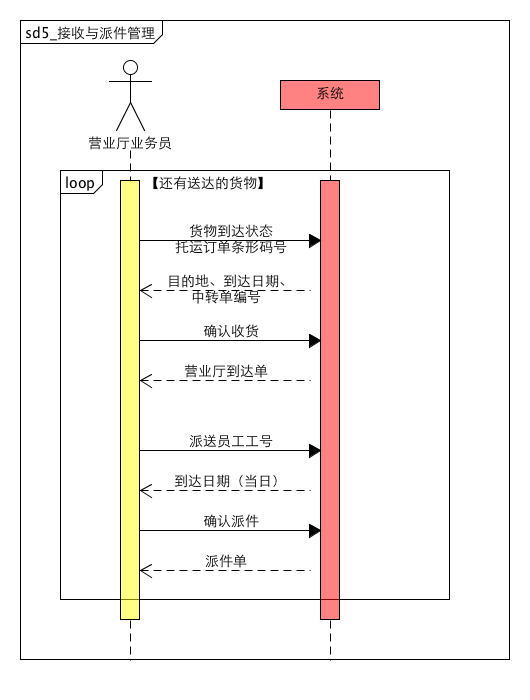 sd5_接收与派件管理
系统
营业厅业务员
loop
【还有送达的货物】
货物到达状态
托运订单条形码号
目的地、到达日期、
中转单编号
确认收货
营业厅到达单
派送员工工号
到达日期（当日）
确认派件
派件单